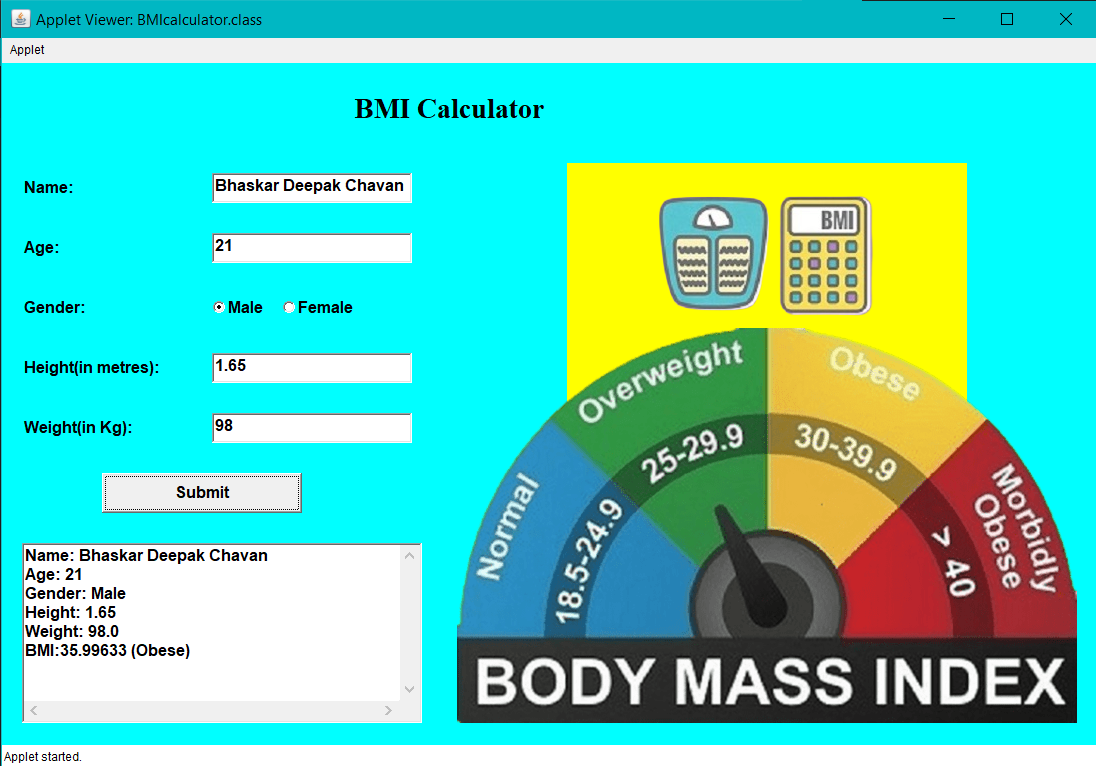 Applet Viewer: BMIcalculator.class
Applet
BMI Calculator
Name:
Bhaskar Deepak Chavan
Age:
21
Gender:
Male
Female
Height(in metres):
1.65
Weight(in Kg):
98
Submit
Name: Bhaskar Deepak Chavan
Age: 21
Gender: Male
Height: 1.65
Weight: 98.0
BMI:35.99633 (Obese)
BMI
Normal
18.5-24.9
Overweight
25-29.9
Obese
30-39.9
Morbidly
Obese
> 40
BODY MASS INDEX
Applet started.